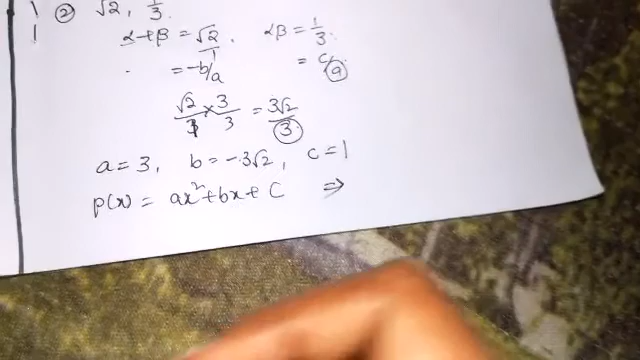 ② √2, 1/3.
α+β = √2/1. αβ = 1/3.
= -b/a = c/a
√2/1 × 3/3 = 3√2/3
a = 3, b = -3√2, c = 1
p(x) = ax²+bx+c ⇒